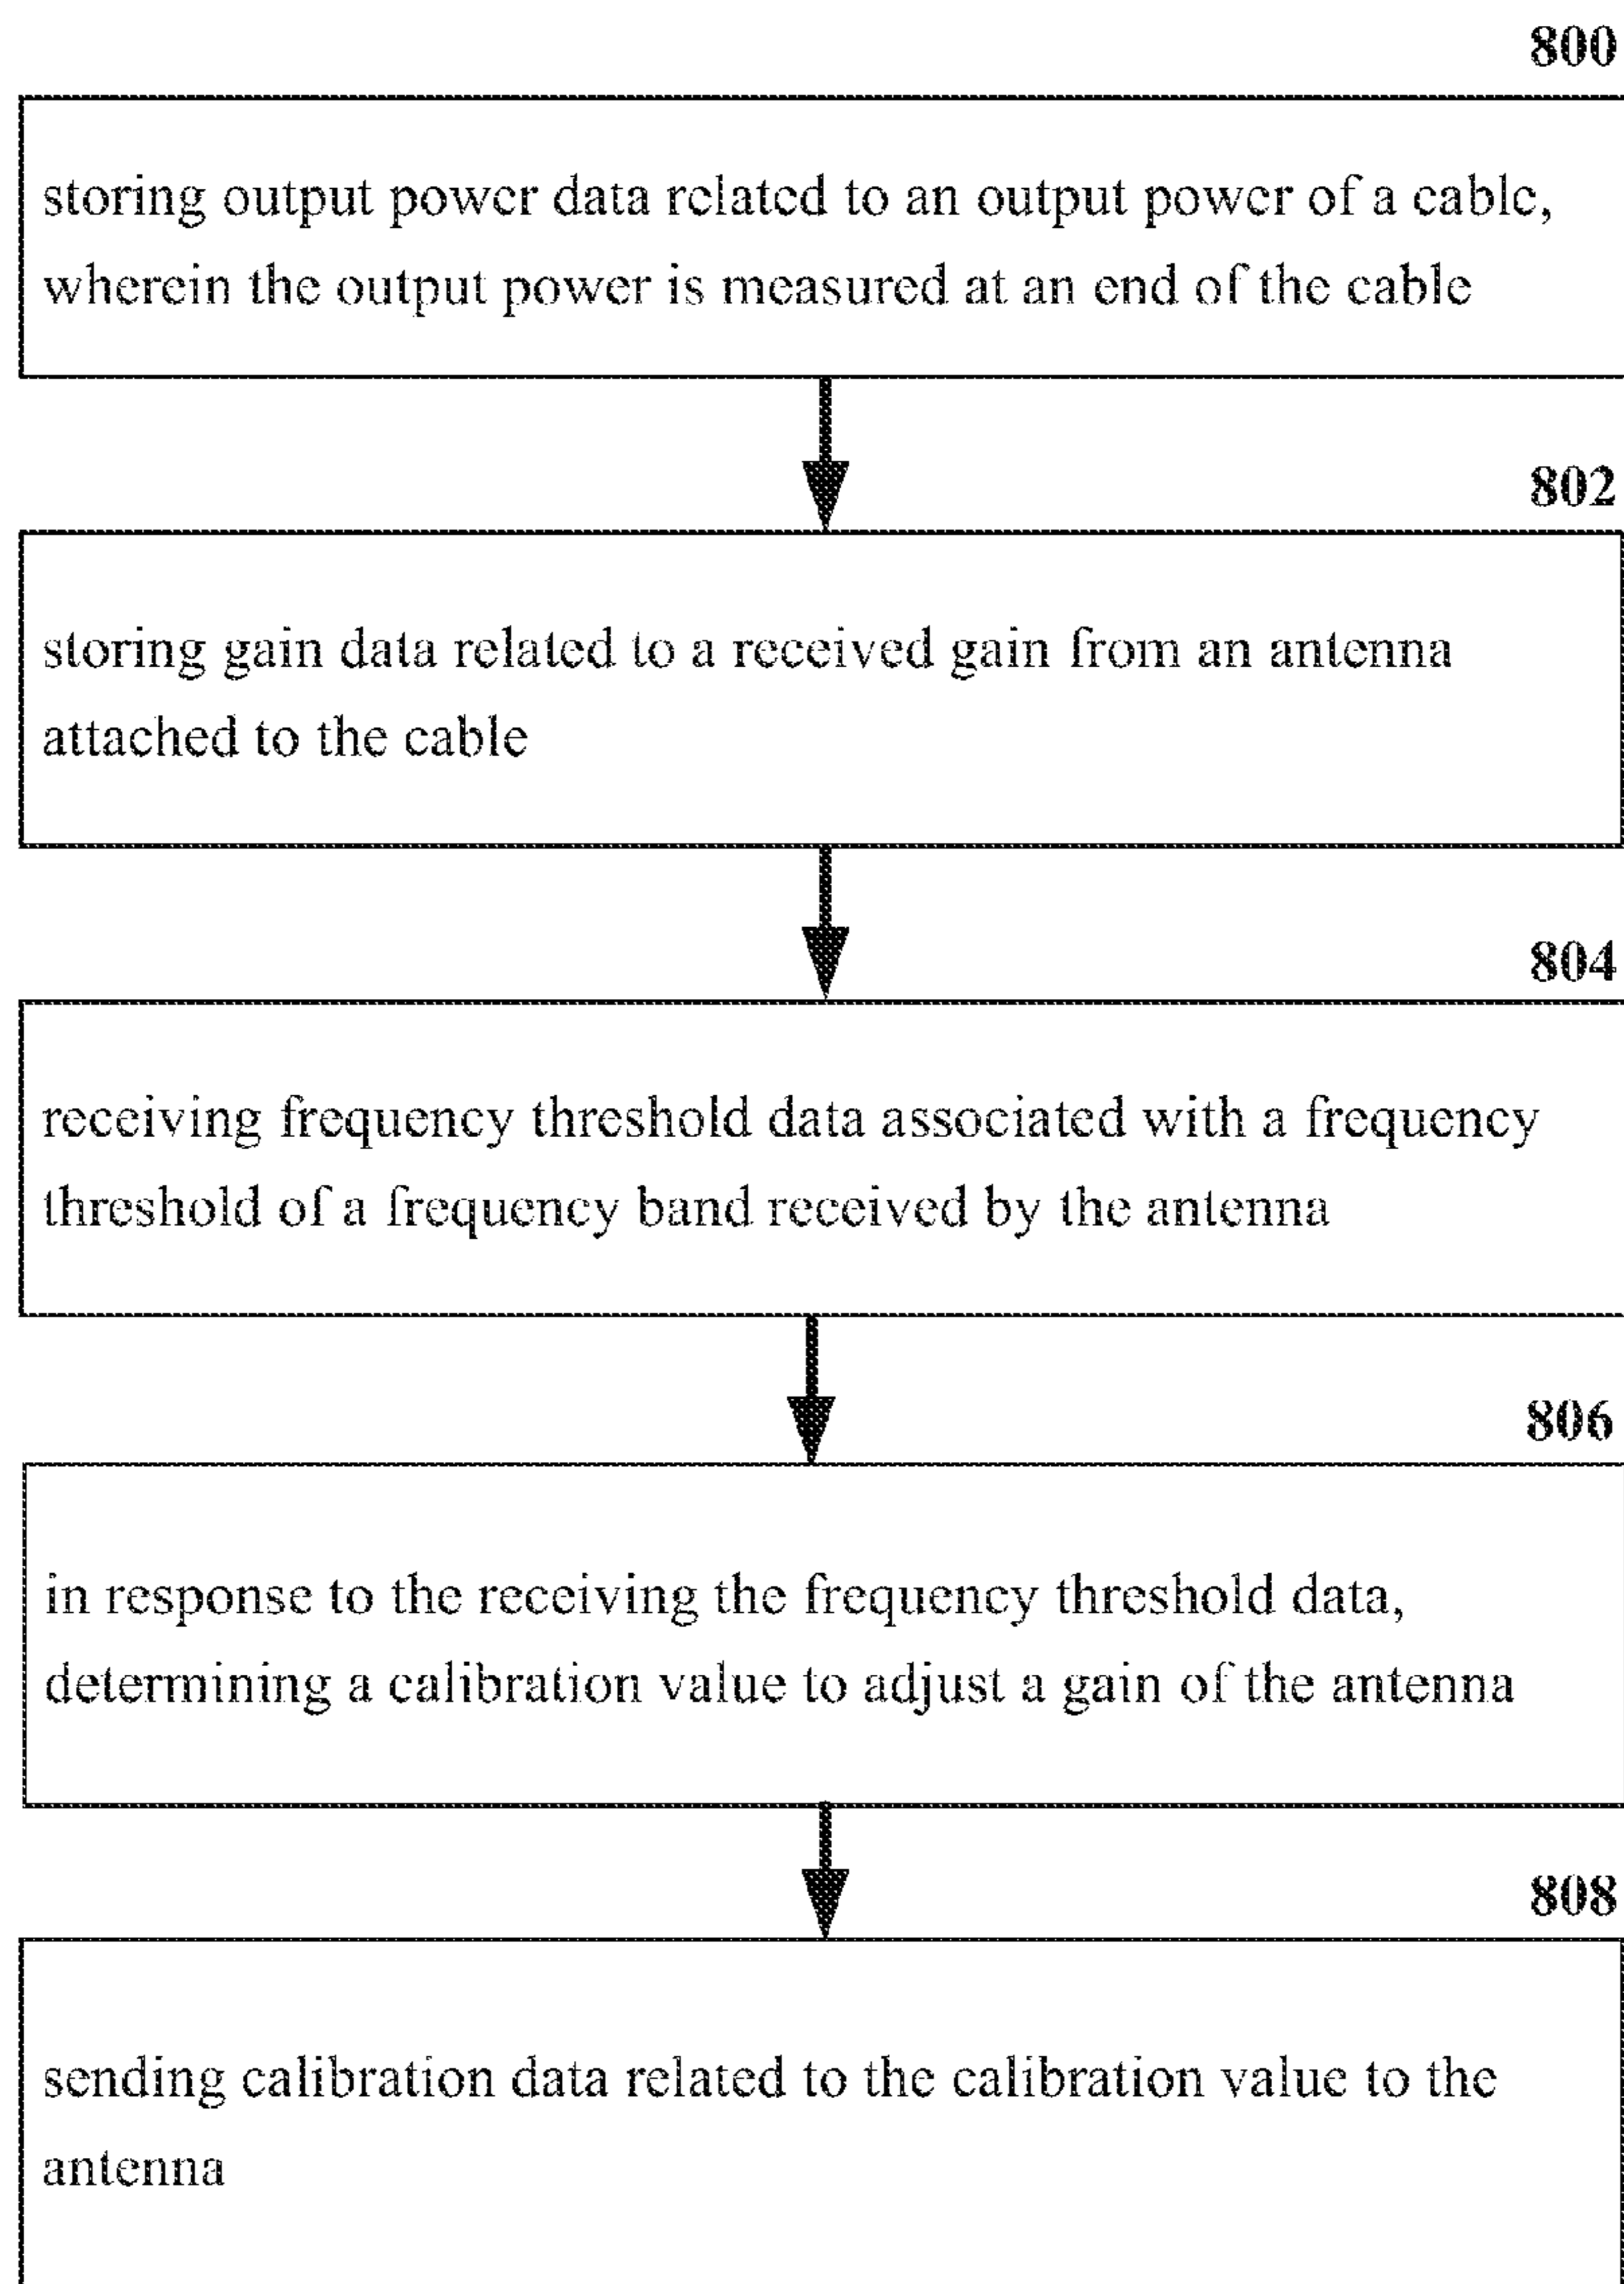 800
storing output power data related to an output power of a cable,
wherein the output power is measured at an end of the cable
802
storing gain data related to a received gain from an antenna
attached to the cable
804
receiving frequency threshold data associated with a frequency
threshold of a frequency band received by the antenna
806
in response to the receiving the frequency threshold data,
determining a calibration value to adjust a gain of the antenna
808
sending calibration data related to the calibration value to the
antenna